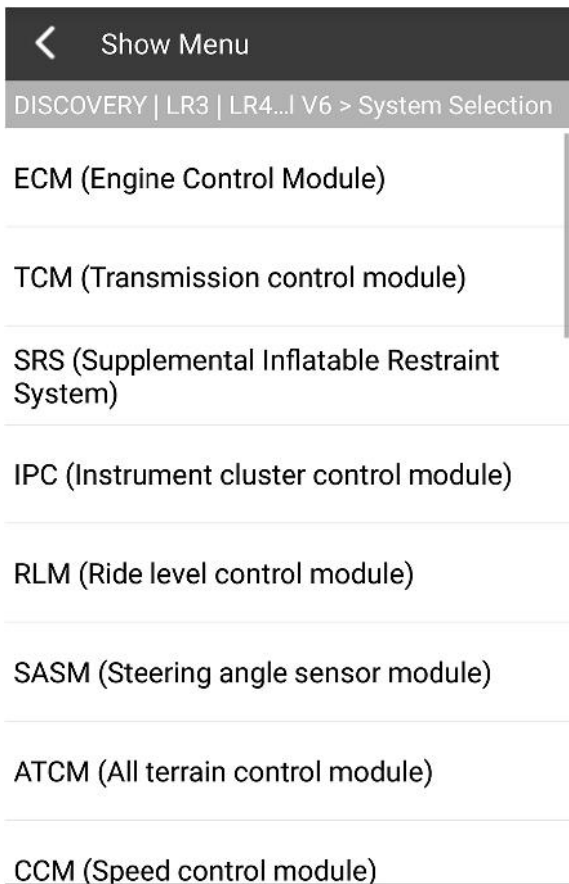 Show Menu
DISCOVERY | LR3 | LR4...l V6 > System Selection
ECM (Engine Control Module)
TCM (Transmission control module)
SRS (Supplemental Inflatable Restraint
System)
IPC (Instrument cluster control module)
RLM (Ride level control module)
SASM (Steering angle sensor module)
ATCM (All terrain control module)
CCM (Speed control module)